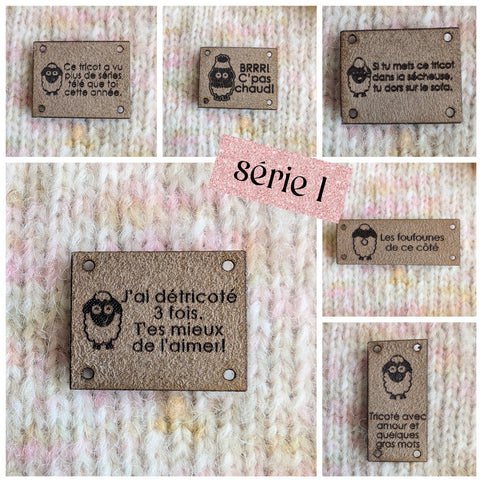 Ce tricot a vu
plus de séries
télé que toi
cette année.
BRRR!
C'pas
chaud!
Si tu mets ce tricot
dans la sécheuse,
tu dors sur le sofa.
série 1
J'ai détricoté
3 fois.
T'es mieux
de l'aimer!
Les foufounes
de ce côté
Tricoté avec
amour et
quelques
gros mots